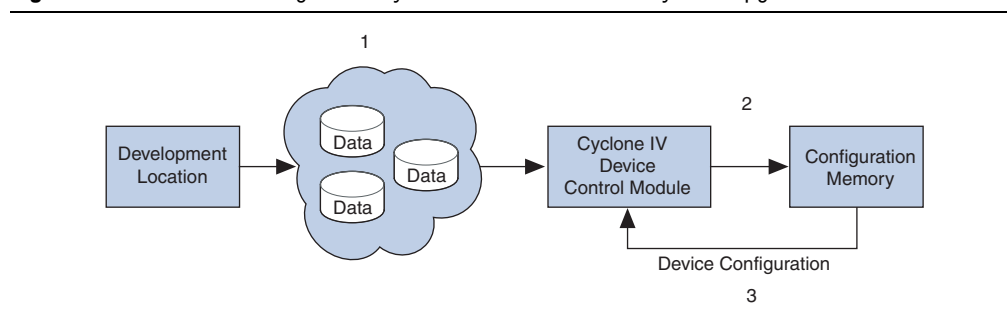 1
2
Development
Location
Data
Data
Data
Cyclone IV
Device
Control Module
Configuration
Memory
Device Configuration
3